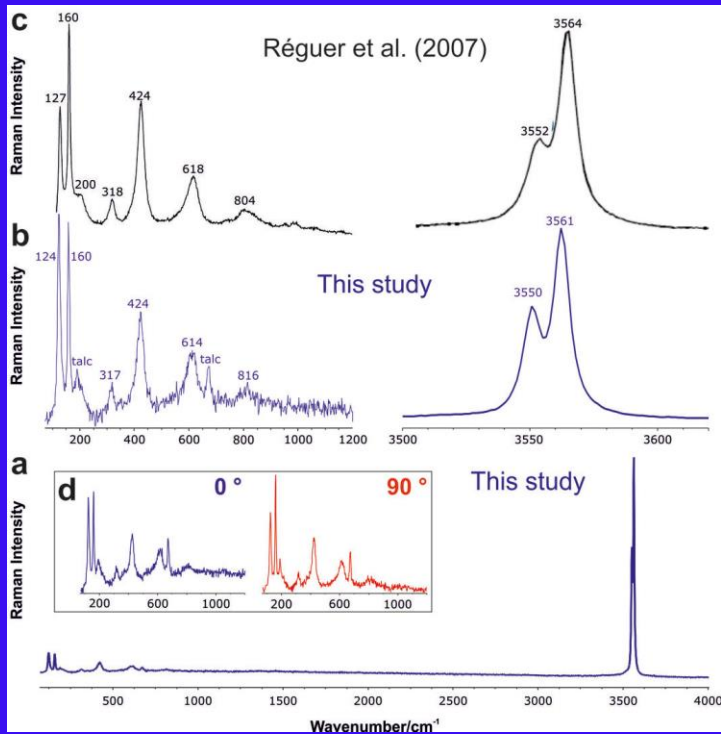 c
Réguer et al. (2007)
Raman Intensity
127
160
200
318
424
618
804
3552
3564
b
This study
Raman Intensity
124
160
talc
317
424
614
talc
816
3550
3561
200 400 600 800 1000 1200
3500 3550 3600
a
This study
Raman Intensity
d
0 °
90 °
200 600 1000
200 600 1000
500 1000 1500 2000 2500 3000 3500 4000
Wavenumber/cm⁻¹